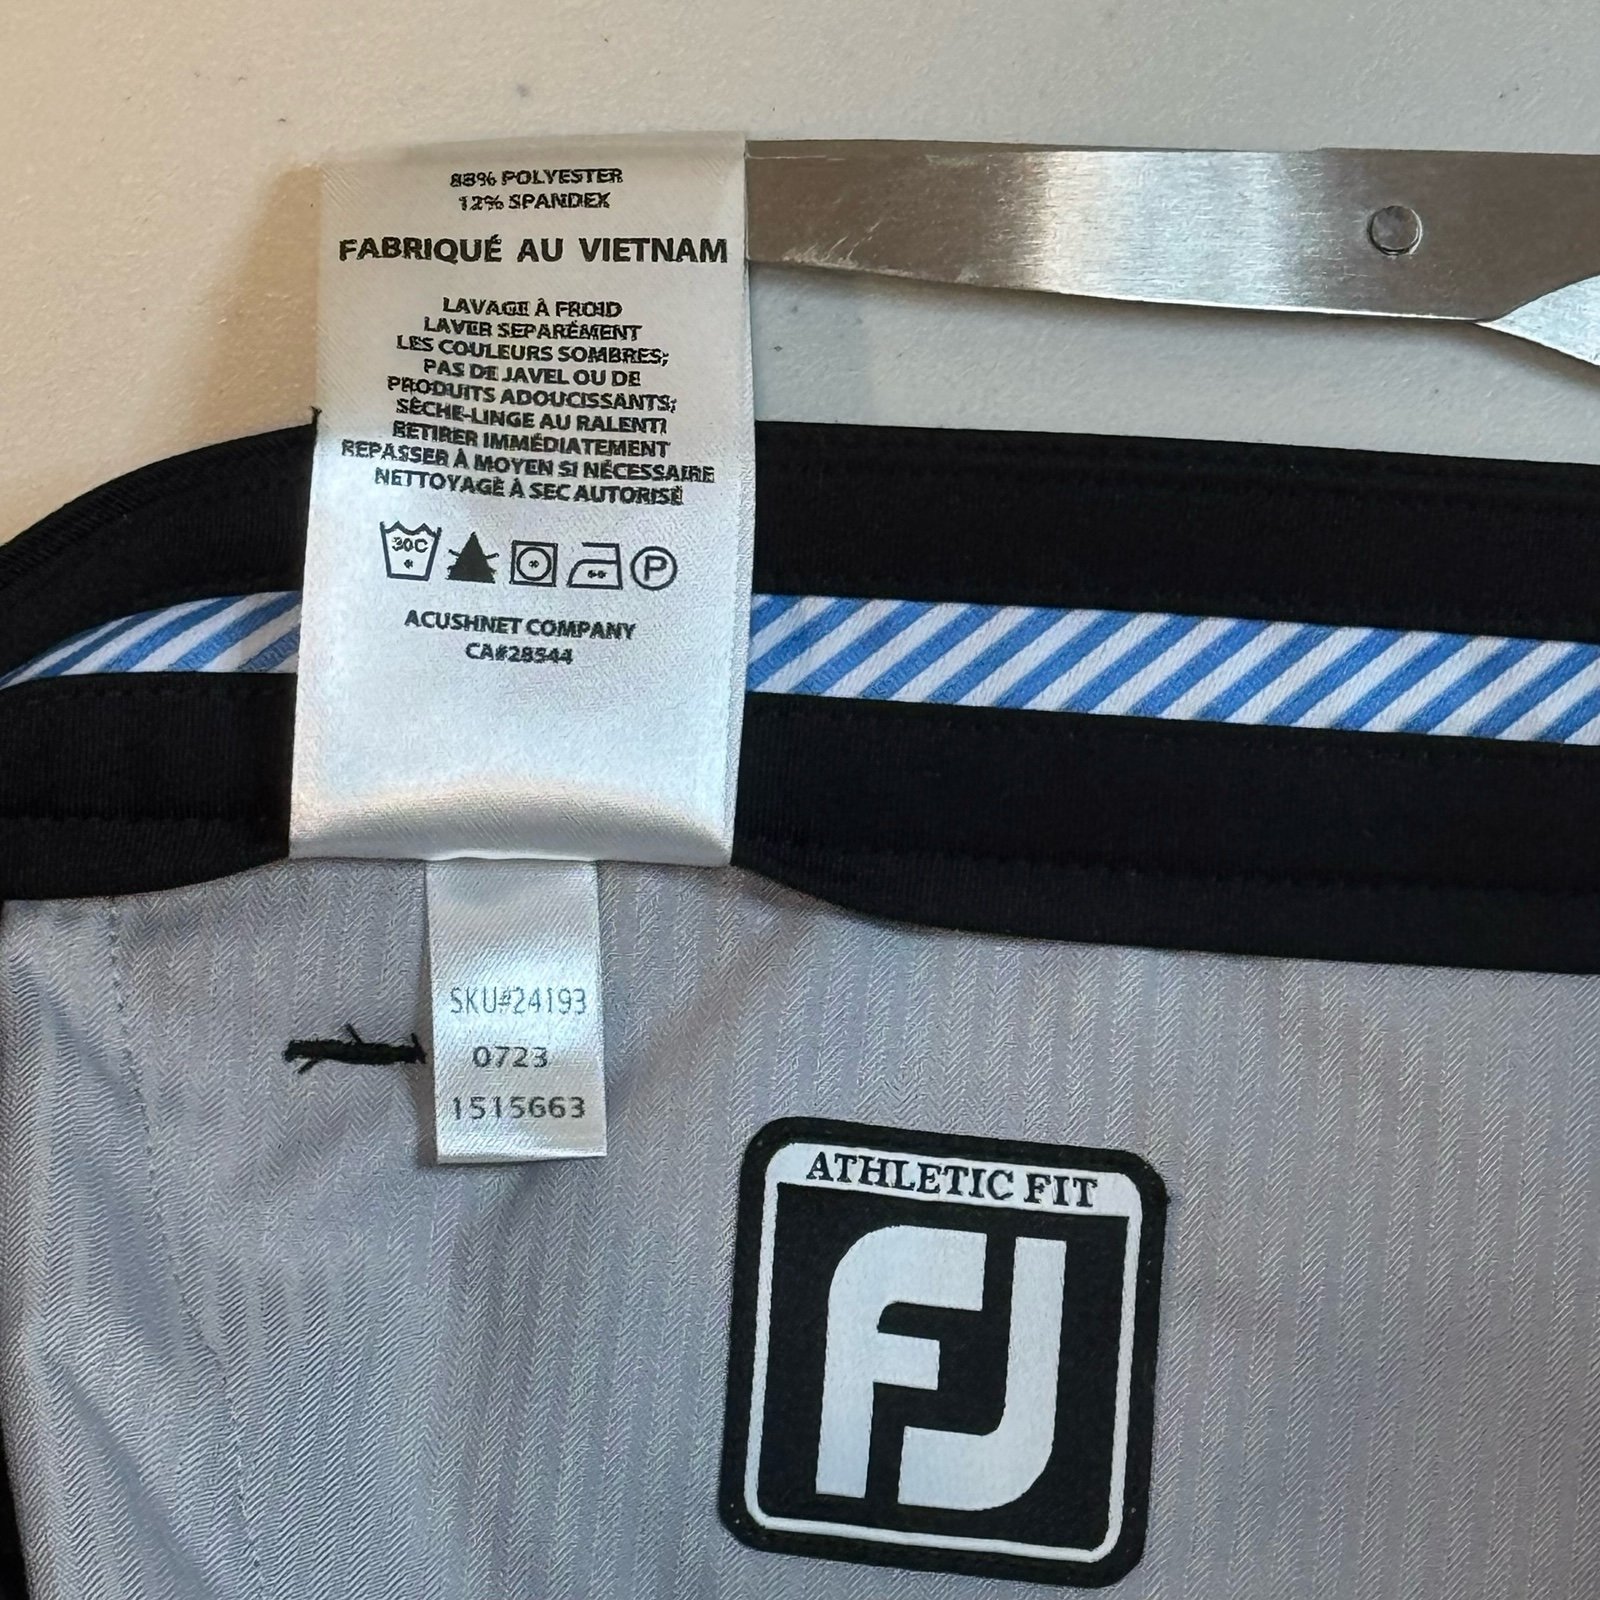 88% POLYESTER
12% SPANDEX
FABRIQUÉ AU VIETNAM
LAVAGE À FROID
LAVER SEPARÉMENT
LES COULEURS SOMBRES;
PAS DE JAVEL OU DE
PRODUITS ADOUCISSANTS;
SÈCHE-LINGE AU RALENTI
RETIRER IMMÉDIATEMENT
REPASSER À MOYEN SI NÉCESSAIRE
NETTOYAGE À SEC AUTORISÉ
30C
P
ACUSHNET COMPANY
CA#28544
SKU#24193
0723
1515663
ATHLETIC FIT
FJ